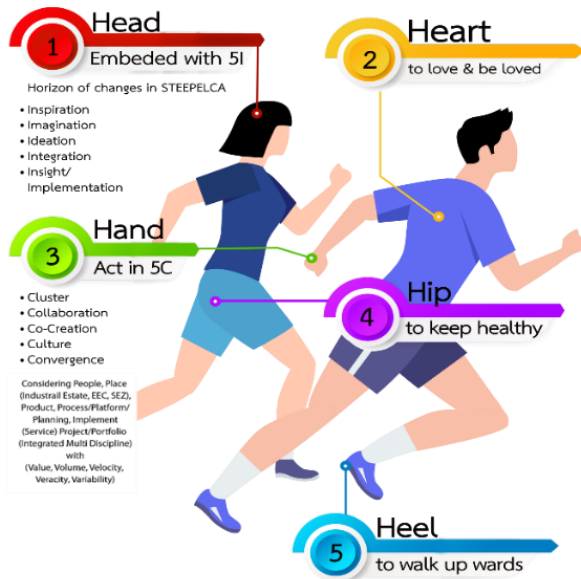 1
Head
Embeded with 5I
Horizon of changes in STEEPELCA
• Inspiration
• Imagination
• Ideation
• Integration
• Insight/
Implementation
2
Heart
to love & be loved
3
Hand
Act in 5C
• Cluster
• Collaboration
• Co-Creation
• Culture
• Convergence
Considering People, Place
(Industrail Estate, EEC, SEZ),
Product, Process/Platform/
Planning, Implement
(Service) Project/Portfolio
(Integrated Multi Discipline)
with
(Value, Volume, Velocity,
Veracity, Variability)
4
Hip
to keep healthy
5
Heel
to walk up wards